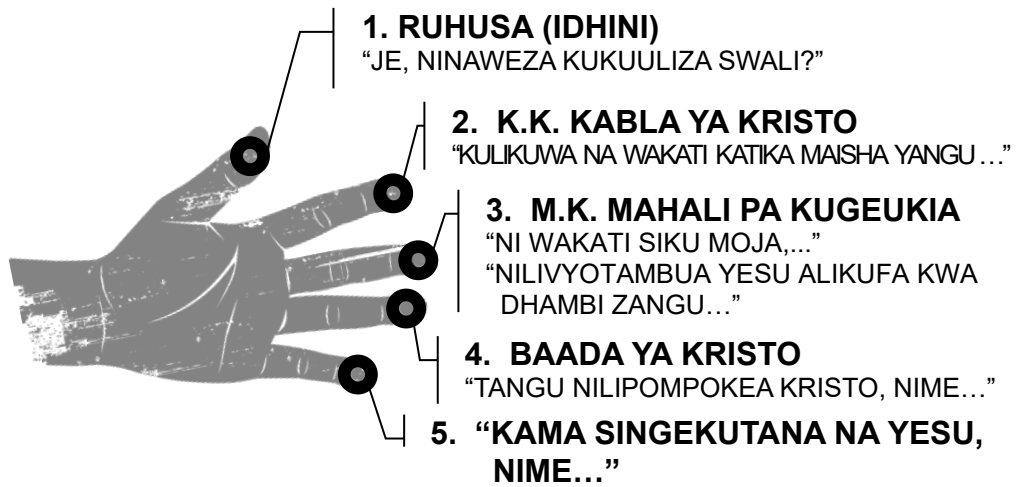 1. RUHUSA (IDHINI)
“JE, NINAWEZA KUKUULIZA SWALI?”
2. K.K. KABLA YA KRISTO
“KULIKUWA NA WAKATI KATIKA MAISHA YANGU …”
3. M.K. MAHALI PA KUGEUKIA
“NI WAKATI SIKU MOJA,...”
“NILIVYOTAMBUA YESU ALIKUFA KWA
DHAMBI ZANGU…”
4. BAADA YA KRISTO
“TANGU NILIPOMPOKEA KRISTO, NIME…”
5. “KAMA SINGEKUTANA NA YESU,
NIME…”